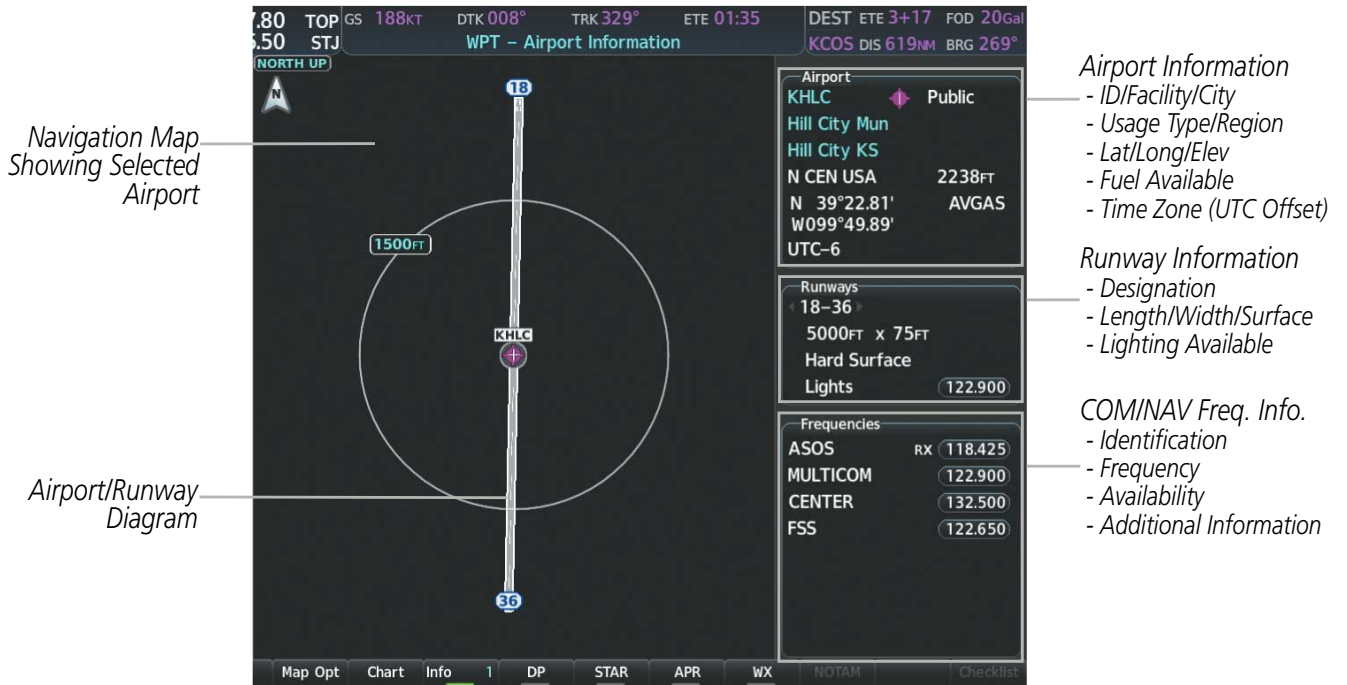 7.80 TOP GS 188KT DTK 008° TRK 329° ETE 01:35 DEST ETE 3+17 FOD 20Gal
.50 STJ WPT – Airport Information KCOS DIS 619NM BRG 269°
NORTH UP
N
18
1500FT
KHLC
36
Navigation Map
Showing Selected
Airport
Airport/Runway
Diagram
Airport
KHLC Public
Hill City Mun
Hill City KS
N CEN USA 2238FT
N 39°22.81' AVGAS
W099°49.89'
UTC–6
Runways
18–36
5000FT x 75FT
Hard Surface
Lights 122.900
Frequencies
ASOS RX 118.425
MULTICOM 122.900
CENTER 132.500
FSS 122.650
Airport Information
- ID/Facility/City
- Usage Type/Region
- Lat/Long/Elev
- Fuel Available
- Time Zone (UTC Offset)
Runway Information
- Designation
- Length/Width/Surface
- Lighting Available
COM/NAV Freq. Info.
- Identification
- Frequency
- Availability
- Additional Information
Map Opt Chart Info 1 DP STAR APR WX NOTAM Checklist